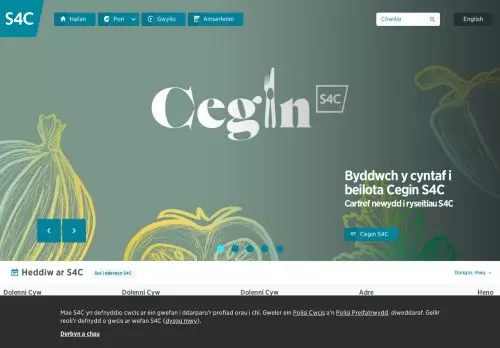 S4C
Hafan
Pori
Gwylio
Amserlenni
Chwilio
English
Cegin
S4C
Byddwch y cyntaf i
beilota Cegin S4C
Cartref newydd i ryseitiau S4C
Cegin S4C
Heddiw ar S4C
Sut i dderbyn S4C
Dangos mwy
Dolenni Cyw
Dolenni Cyw
Dolenni Cyw
Adre
Heno
Mae S4C yn defnyddio cwcis ar ein gwefan i ddarparu'r profiad orau i chi. Gweler ein Polisi Cwcis a'n Polisi Preifatrwydd, diweddaraf. Gellir
reoli'r defnydd o gwcis ar wefan S4C (dysgu mwy).
Derbyn a chau